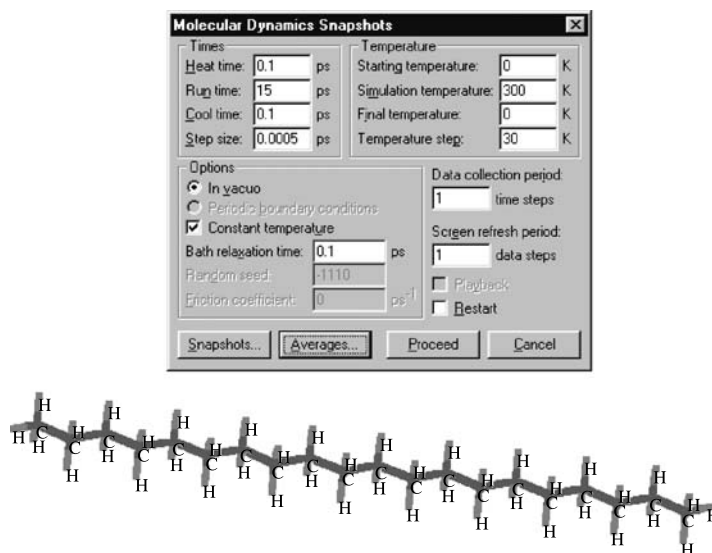 Molecular Dynamics Snapshots
Times
Heat time: 0.1 ps
Run time: 15 ps
Cool time: 0.1 ps
Step size: 0.0005 ps
Temperature
Starting temperature: 0 K
Simulation temperature: 300 K
Final temperature: 0 K
Temperature step: 30 K
Options
In vacuo
Periodic boundary conditions
Constant temperature
Bath relaxation time: 0.1 ps
Random seed: -1110
Friction coefficient: 0 ps-1
Data collection period:
1 time steps
Screen refresh period:
1 data steps
Playback
Restart
Snapshots... Averages... Proceed Cancel
H H H H H H H H H H
H C H C H C H C H C H C H C H C H C H C H C H C H C H C H C H C H C H C H C H C H H
H H H H H H H H H H